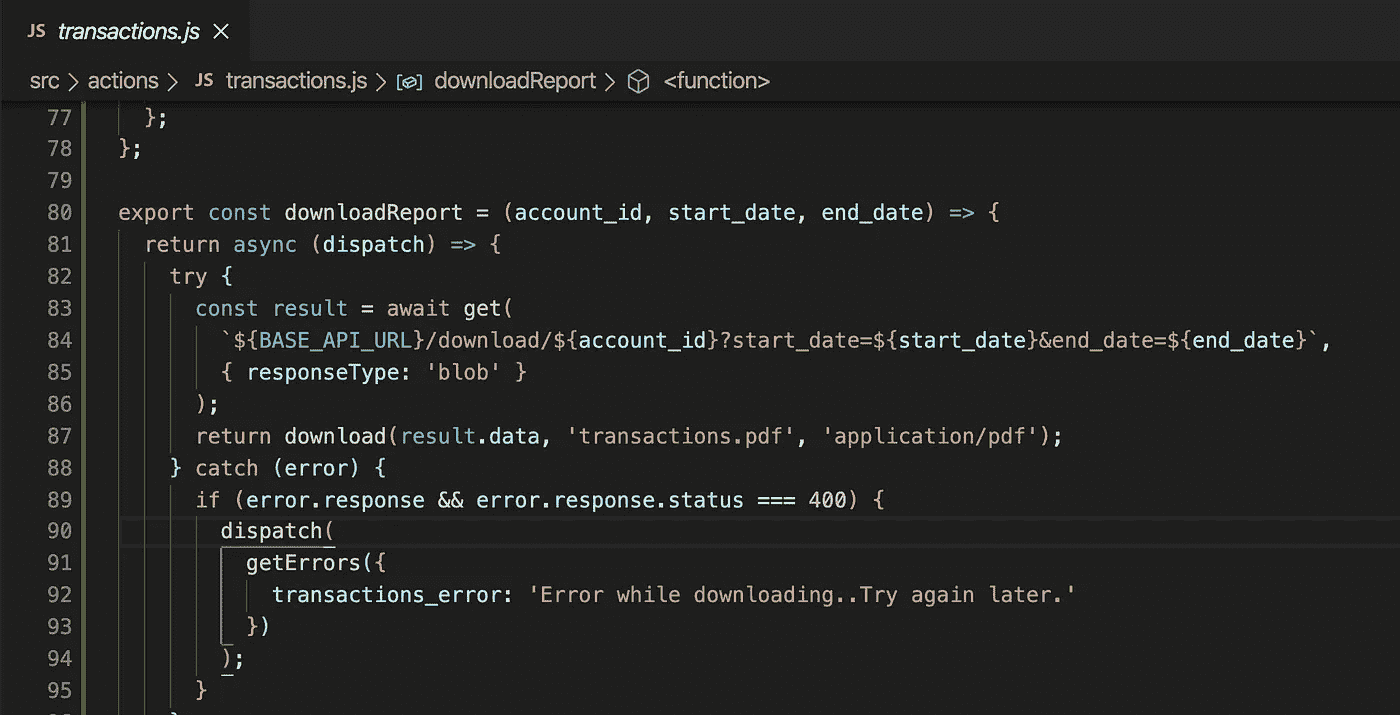 JS transactions.js ×
src > actions > JS transactions.js > downloadReport > <function>
77 };
78 };
79
80 export const downloadReport = (account_id, start_date, end_date) => {
81 return async (dispatch) => {
82 try {
83 const result = await get(
84 `${BASE_API_URL}/download/${account_id}?start_date=${start_date}&end_date=${end_date}`,
85 { responseType: 'blob' }
86 );
87 return download(result.data, 'transactions.pdf', 'application/pdf');
88 } catch (error) {
89 if (error.response && error.response.status === 400) {
90 dispatch(
91 getErrors({
92 transactions_error: 'Error while downloading..Try again later.'
93 })
94 );
95 }